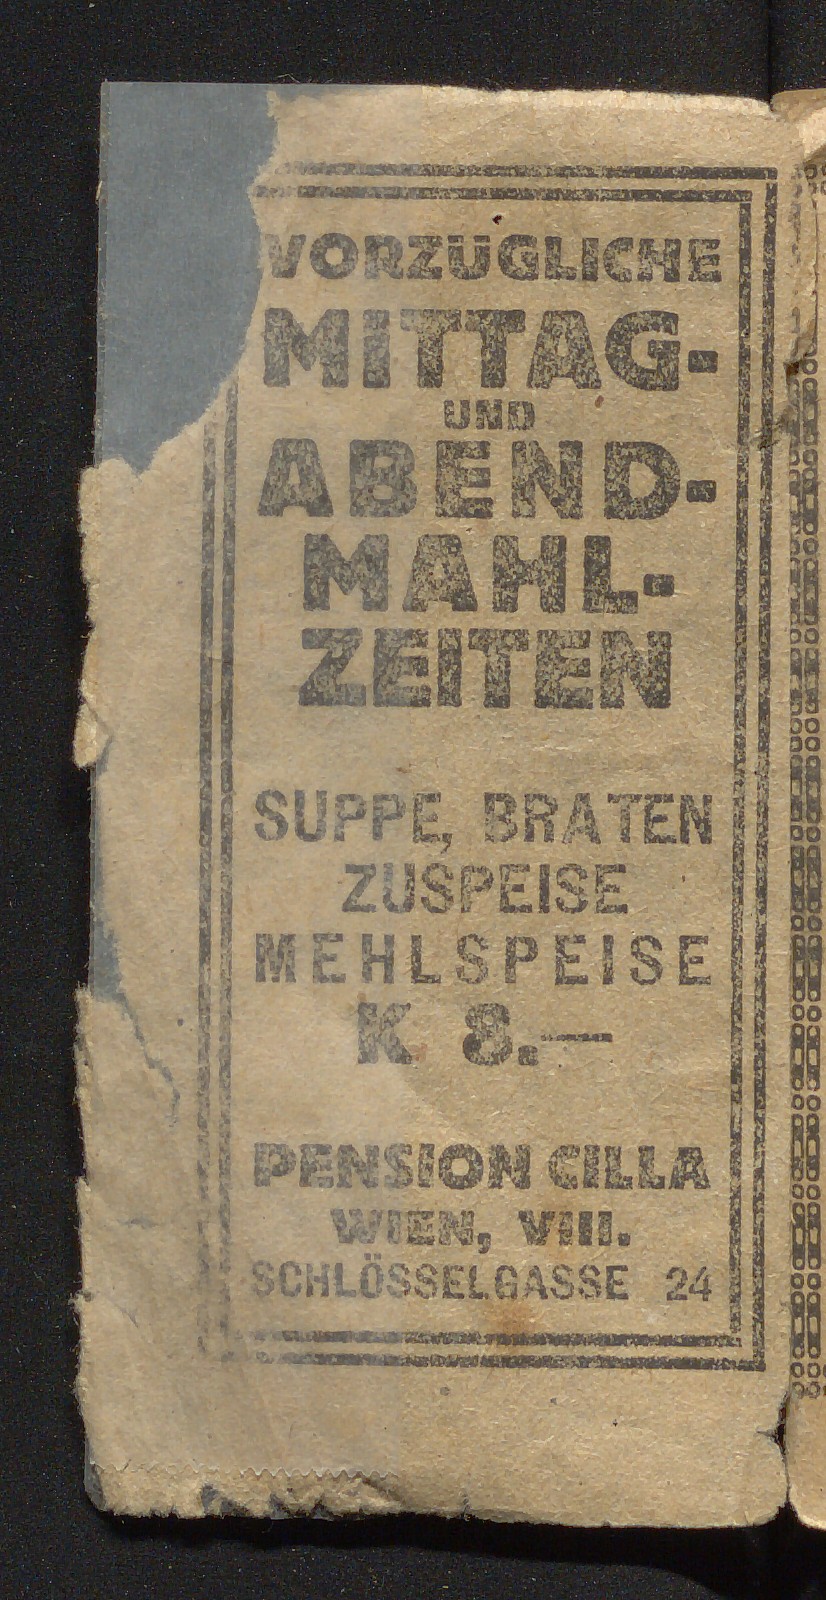 VORZÜGLICHE
MITTAG-
UND
ABEND-
MAHL-
ZEITEN
SUPPE, BRATEN
ZUSPEISE
MEHLSPEISE
K 8.—
PENSION CILLA
WIEN, VIII.
SCHLÖSSELGASSE 24